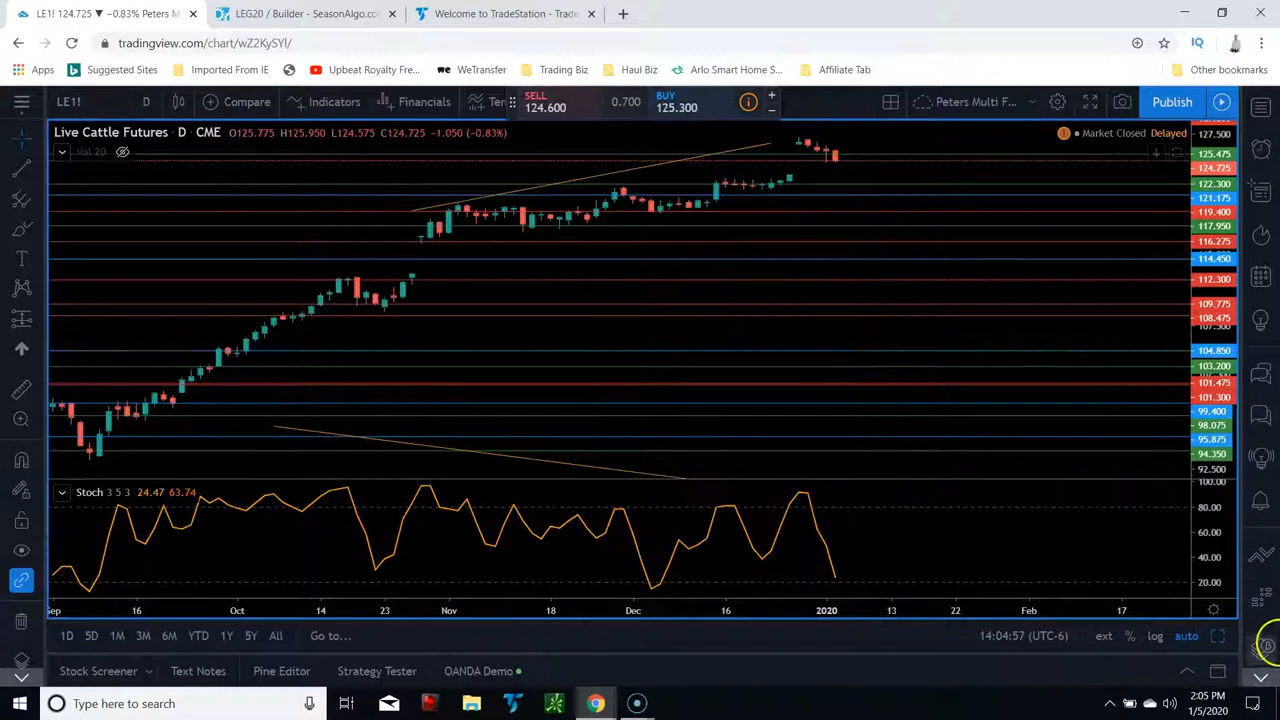 LE1! 124.725 ▼ −0.83% Peters M
LEG20 / Builder - SeasonAlgo.co
Welcome to TradeStation - Trade
tradingview.com/chart/wZ2KySYl/
Apps
Suggested Sites
Imported From IE
Upbeat Royalty Fre...
WeTransfer
Trading Biz
Haul Biz
Arlo Smart Home S...
Affiliate Tab
Other bookmarks
LE1!
D
Compare
Indicators
Financials
Ten
SELL
124.600
0.700
BUY
125.300
Peters Multi F...
Publish
Live Cattle Futures · D · CME O125.775 H125.950 L124.575 C124.725 −1.050 (−0.83%)
Market Closed Delayed
Vol 20
127.500
125.475
124.725
122.300
121.175
119.400
117.950
116.275
114.450
112.300
109.775
108.475
107.500
104.850
103.200
101.475
101.300
99.400
98.075
95.875
94.350
92.500
Stoch 3 5 3 24.47 63.74
100.00
80.00
60.00
40.00
20.00
Sep 16 Oct 14 23 Nov 18 Dec 16 2020 13 22 Feb 17
1D 5D 1M 3M 6M YTD 1Y 5Y All Go to...
14:04:57 (UTC-6) ext % log auto
Stock Screener
Text Notes
Pine Editor
Strategy Tester
OANDA Demo
Type here to search
2:05 PM
1/5/2020